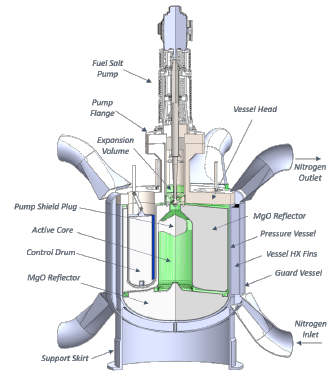 Fuel Salt
Pump
Pump
Flange
Vessel Head
Expansion
Volume
Nitrogen
Outlet
Pump Shield Plug
MgO Reflector
Active Core
Pressure Vessel
Control Drum
Vessel HX Fins
MgO Reflector
Guard Vessel
Nitrogen
Inlet
Support Skirt